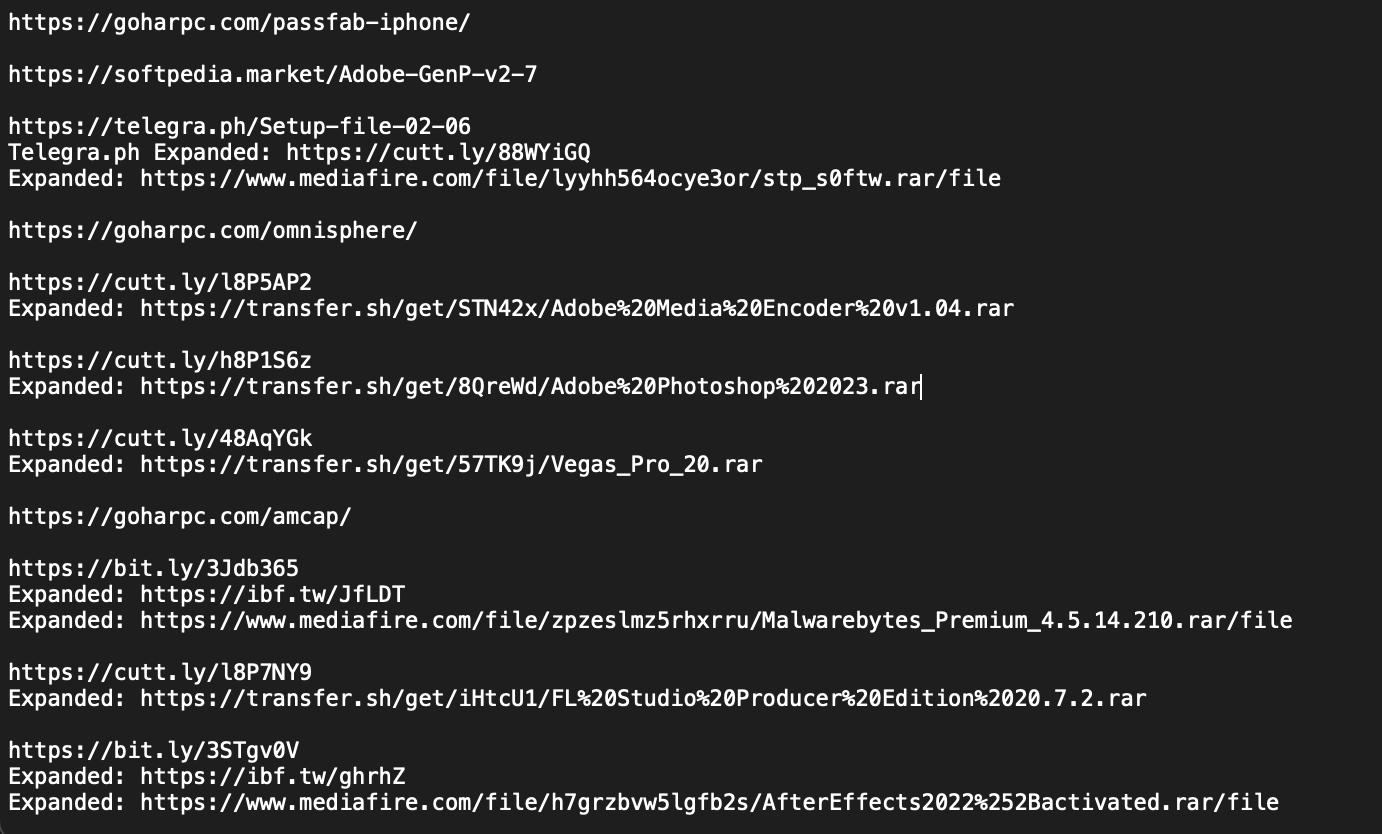 https://goharpc.com/passfab-iphone/
https://softpedia.market/Adobe-GenP-v2-7
https://telegra.ph/Setup-file-02-06
Telegra.ph Expanded: https://cutt.ly/88WYiGQ
Expanded: https://www.mediafire.com/file/lyyhh564ocye3or/stp_s0ftw.rar/file
https://goharpc.com/omnisphere/
https://cutt.ly/l8P5AP2
Expanded: https://transfer.sh/get/STN42x/Adobe%20Media%20Encoder%20v1.04.rar
https://cutt.ly/h8P1S6z
Expanded: https://transfer.sh/get/8QreWd/Adobe%20Photoshop%202023.rar
https://cutt.ly/48AqYGk
Expanded: https://transfer.sh/get/57TK9j/Vegas_Pro_20.rar
https://goharpc.com/amcap/
https://bit.ly/3Jdb365
Expanded: https://ibf.tw/JfLDT
Expanded: https://www.mediafire.com/file/zpzeslmz5rhxrru/Malwarebytes_Premium_4.5.14.210.rar/file
https://cutt.ly/l8P7NY9
Expanded: https://transfer.sh/get/iHtcU1/FL%20Studio%20Producer%20Edition%2020.7.2.rar
https://bit.ly/3STgv0V
Expanded: https://ibf.tw/ghrhZ
Expanded: https://www.mediafire.com/file/h7grzbvw5lgfb2s/AfterEffects2022%252Bactivated.rar/file